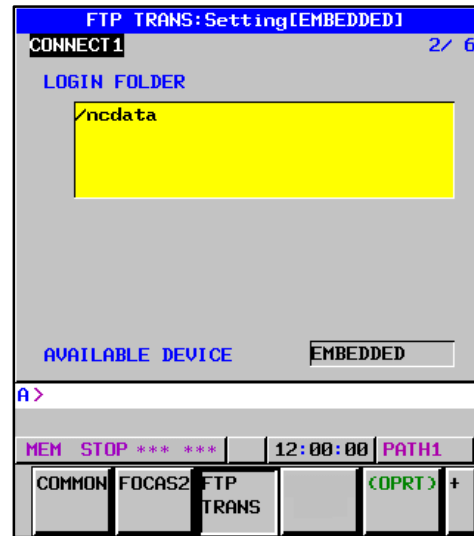 FTP TRANS:Setting[EMBEDDED]
CONNECT1 2/ 6
LOGIN FOLDER
/ncdata
AVAILABLE DEVICE EMBEDDED
A>
MEM STOP *** *** 12:00:00 PATH1
COMMON FOCAS2 FTP TRANS (OPRT) +